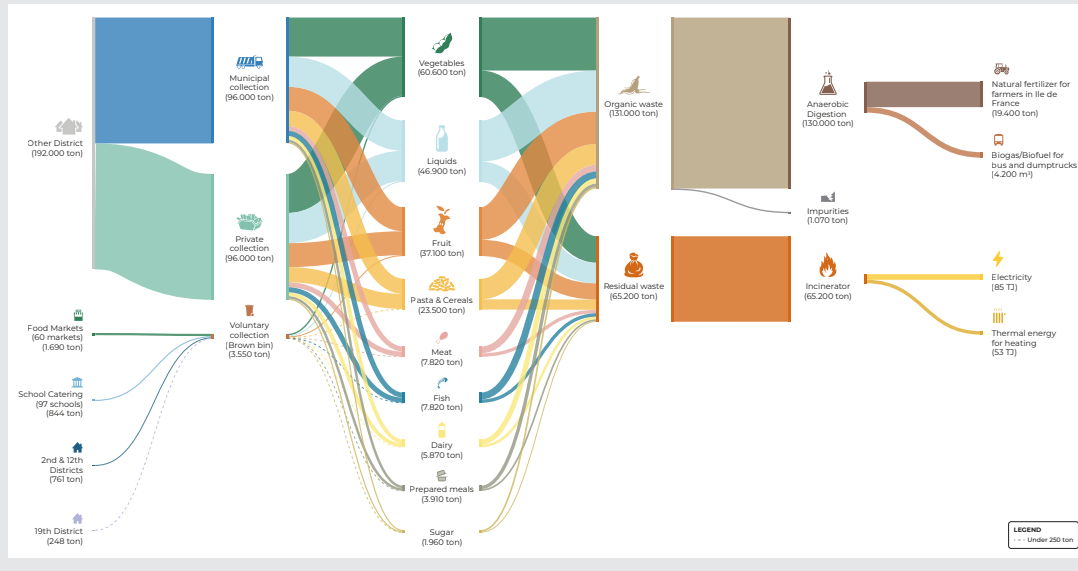 Other District
(192.000 ton)
Food Markets
(60 markets)
(1.690 ton)
School Catering
(97 schools)
(844 ton)
2nd & 12th
Districts
(761 ton)
19th District
(248 ton)
Municipal
collection
(96.000 ton)
Private
collection
(96.000 ton)
Voluntary
collection
(Brown bin)
(3.550 ton)
Vegetables
(60.600 ton)
Liquids
(46.900 ton)
Fruit
(37.100 ton)
Pasta & Cereals
(23.500 ton)
Meat
(7.820 ton)
Fish
(7.820 ton)
Dairy
(5.870 ton)
Prepared meals
(3.910 ton)
Sugar
(1.960 ton)
Organic waste
(131.000 ton)
Residual waste
(65.200 ton)
Anaerobic
Digestion
(130.000 ton)
Impurities
(1.070 ton)
Incinerator
(65.200 ton)
Natural fertilizer for
farmers in Ile de
France
(19.400 ton)
Biogas/Biofuel for
bus and dumptrucks
(4.200 m³)
Electricity
(85 TJ)
Thermal energy
for heating
(53 TJ)
LEGEND
Under 250 ton